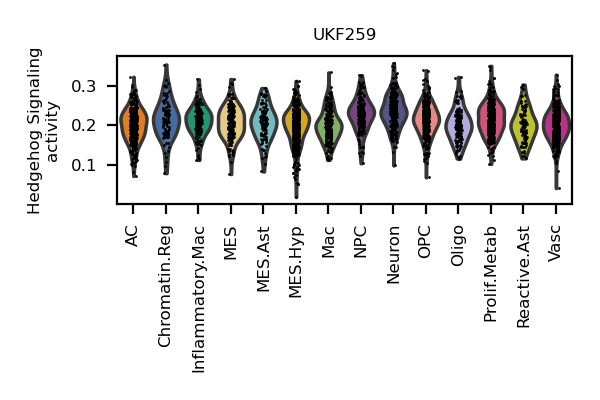 UKF259
Hedgehog Signaling
activity
0.3
0.2
0.1
AC
Chromatin.Reg
Inflammatory.Mac
MES
MES.Ast
MES.Hyp
Mac
NPC
Neuron
OPC
Oligo
Prolif.Metab
Reactive.Ast
Vasc